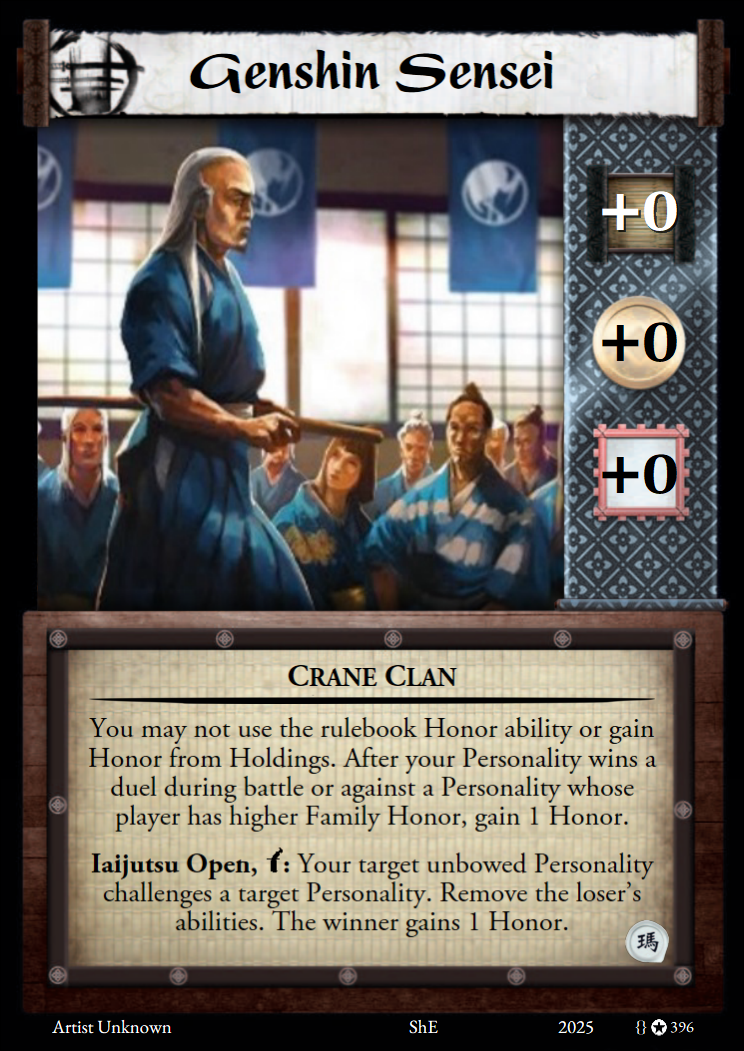 Genshin Sensei
+0
+0
+0
CRANE CLAN
You may not use the rulebook Honor ability or gain
Honor from Holdings. After your Personality wins a
duel during battle or against a Personality whose
player has higher Family Honor, gain 1 Honor.
Iaijutsu Open, : Your target unbowed Personality
challenges a target Personality. Remove the loser’s
abilities. The winner gains 1 Honor.
瑪
Artist Unknown ShE 2025 {} 396